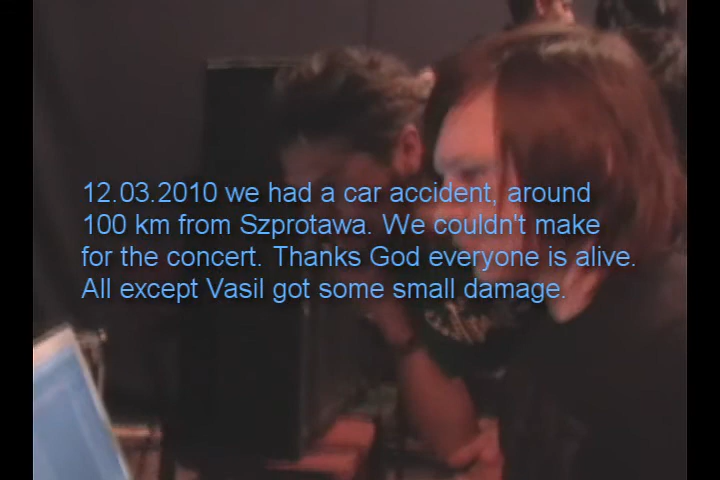 12.03.2010 we had a car accident, around
100 km from Szprotawa. We couldn't make
for the concert. Thanks God everyone is alive.
All except Vasil got some small damage.